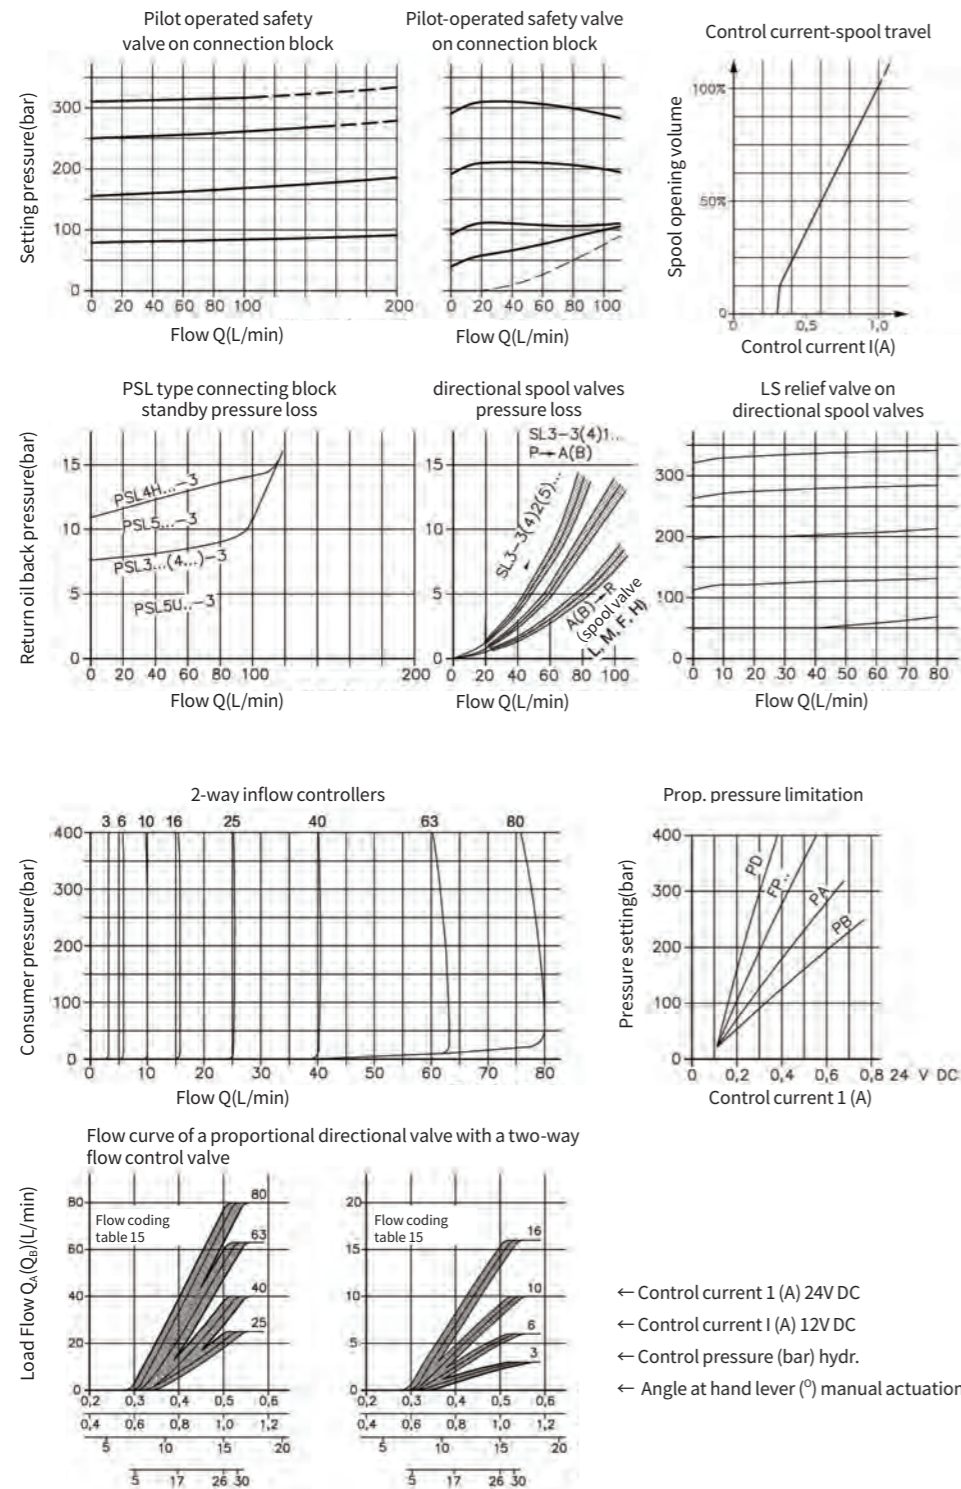 Pilot operated safety
valve on connection block
Setting pressure(bar)
300
200
100
0
0 20 40 60 80 100 200
Flow Q(L/min)
Pilot-operated safety valve
on connection block
0 20 40 60 80 100
Flow Q(L/min)
Control current-spool travel
Spool opening volume
100%
50%
0
0 0,5 1,0
Control current I(A)
PSL type connecting block
standby pressure loss
Return oil back pressure(bar)
15
10
5
0
PSL4H...-3
PSL5...-3
PSL3...(4...)-3
PSL5U..-3
0 20 40 60 80 100 200
Flow Q(L/min)
directional spool valves
pressure loss
SL3-3(4)1...
P→A(B)
15
10
5
0
SL3-3(4)2(5)...
A(B)→R
(spool valve
L, M, F, H)
0 20 40 60 80 100
Flow Q(L/min)
LS relief valve on
directional spool valves
300
200
100
0
0 10 20 30 40 50 60 70 80
Flow Q(L/min)
2-way inflow controllers
3 6 10 16 25 40 63 80
Consumer pressure(bar)
400
300
200
100
0
0 10 20 30 40 50 60 70 80
Flow Q(L/min)
Prop. pressure limitation
Pressure setting(bar)
400
300
200
100
0
PD
FP..
PA
PB
0 0,2 0,4 0,6 0,8 24 V DC
Control current 1 (A)
Flow curve of a proportional directional valve with a two-way
flow control valve
Load Flow QA(QB)(L/min)
80
60
40
20
0
Flow coding
table 15
80
63
40
25
0,2 0,3 0,4 0,5 0,6
0,4 0,6 0,8 1,0 1,2
5 10 15 20
5 17 26 30
20
15
10
5
0
Flow coding
table 15
16
10
6
3
0,2 0,3 0,4 0,5 0,6
0,4 0,6 0,8 1,0 1,2
5 10 15 20
5 17 26 30
← Control current 1 (A) 24V DC
← Control current I (A) 12V DC
← Control pressure (bar) hydr.
← Angle at hand lever (°) manual actuation